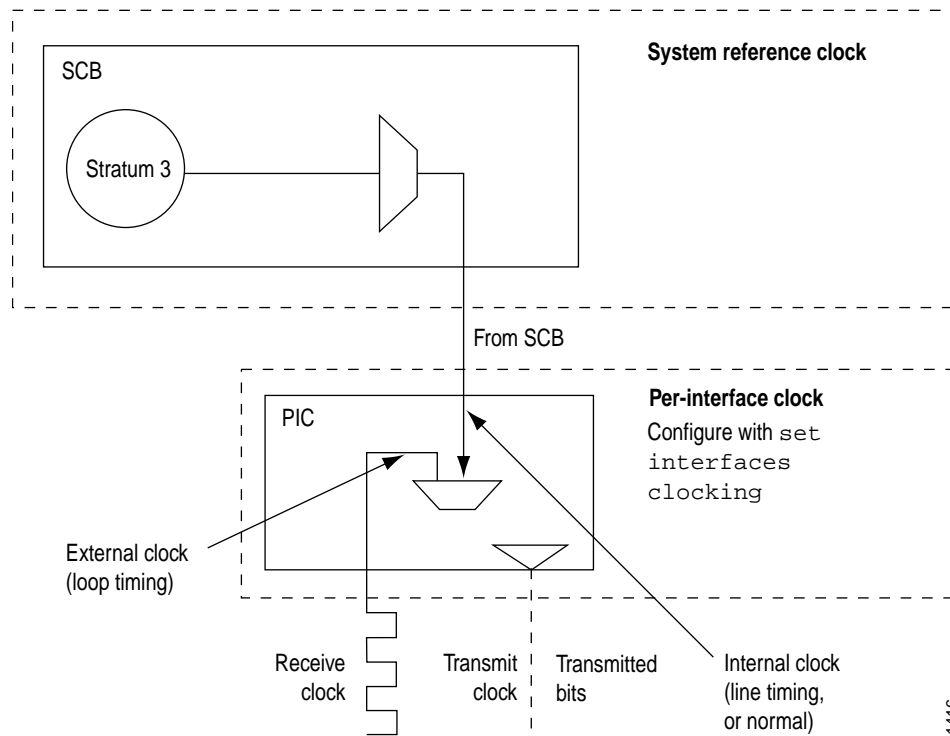 System reference clock
SCB
Stratum 3
From SCB
Per-interface clock
Configure with set
interfaces
clocking
PIC
External clock
(loop timing)
Receive
clock
Transmit
clock
Transmitted
bits
Internal clock
(line timing,
or normal)